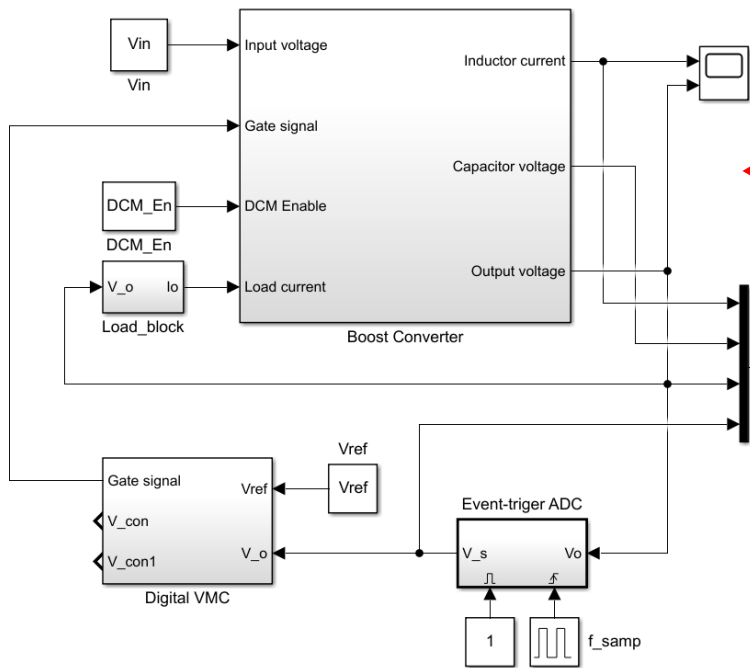 Vin
Vin
Input voltage
Inductor current
Gate signal
Capacitor voltage
DCM_En
DCM_En
DCM Enable
V_o
Io
Load_block
Load current
Output voltage
Boost Converter
Gate signal
V_con
V_con1
Vref
V_o
Digital VMC
Vref
Vref
Event-triger ADC
V_s
Vo
1
f_samp